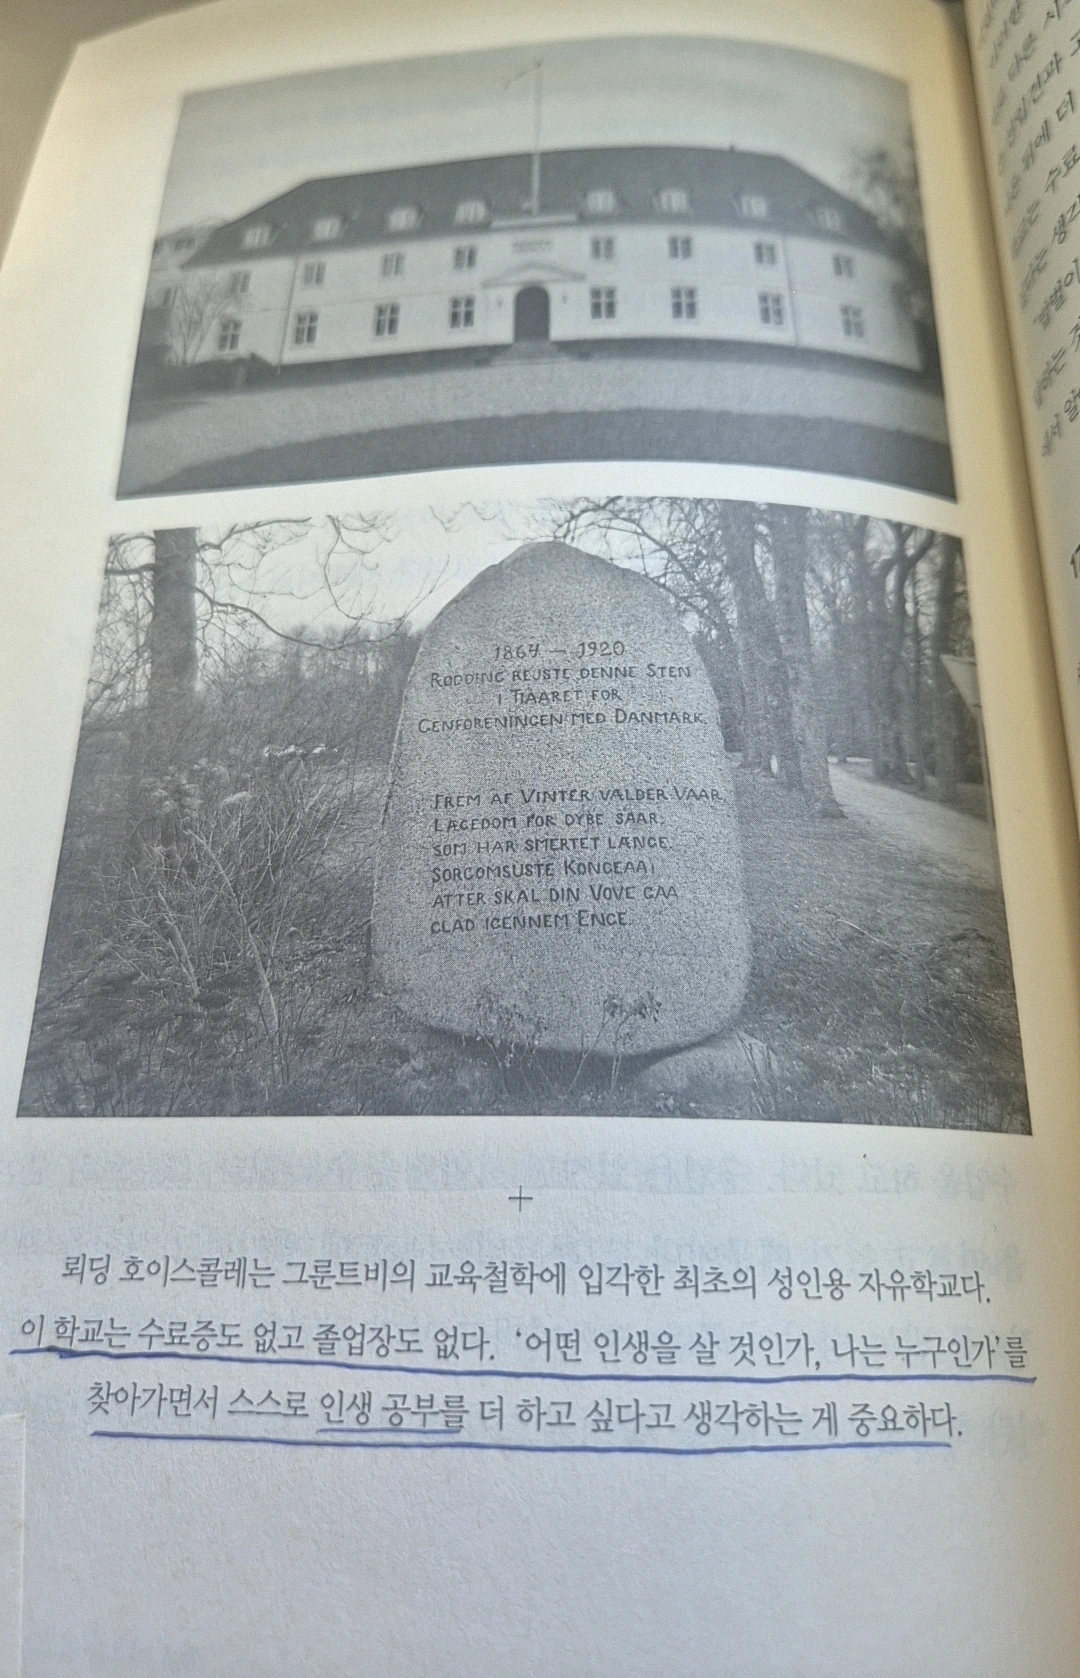 1864 — 1920
RØDDING REJSTE DENNE STEN
I TIAARET FOR
GENFORENINGEN MED DANMARK.
FREM AF VINTER VÆLDER VAAR,
LÆGEDOM FOR DYBE SAAR,
SOM HAR SMERTET LÆNGE.
SORGOMSUSTE KONGEAA,
ATTER SKAL DIN VOVE GAA
GLAD IGENNEM ENGE.
뢰딩 호이스콜레는 그룬트비의 교육철학에 입각한 최초의 성인용 자유학교다.
이 학교는 수료증도 없고 졸업장도 없다. ‘어떤 인생을 살 것인가, 나는 누구인가’를
찾아가면서 스스로 인생 공부를 더 하고 싶다고 생각하는 게 중요하다.